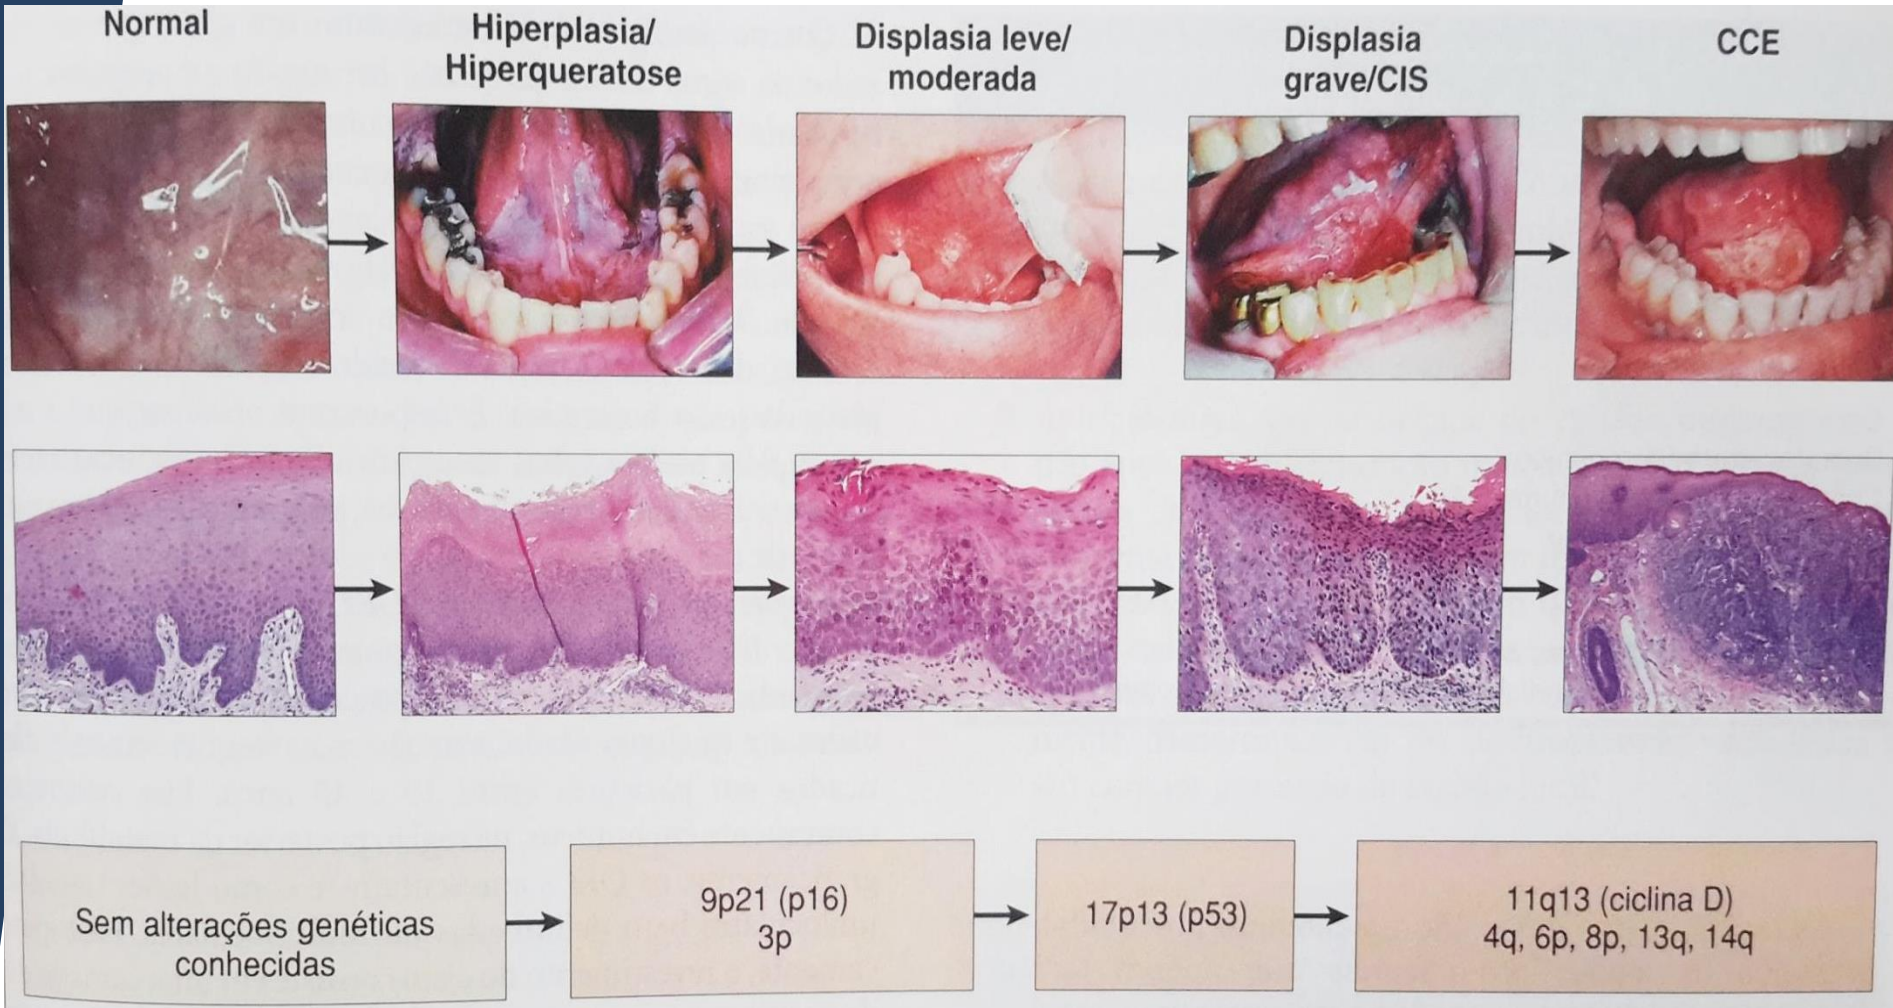 Normal
Hiperplasia/
Hiperqueratose
Displasia leve/
moderada
Displasia
grave/CIS
CCE
Sem alterações genéticas
conhecidas
9p21 (p16)
3p
17p13 (p53)
11q13 (ciclina D)
4q, 6p, 8p, 13q, 14q